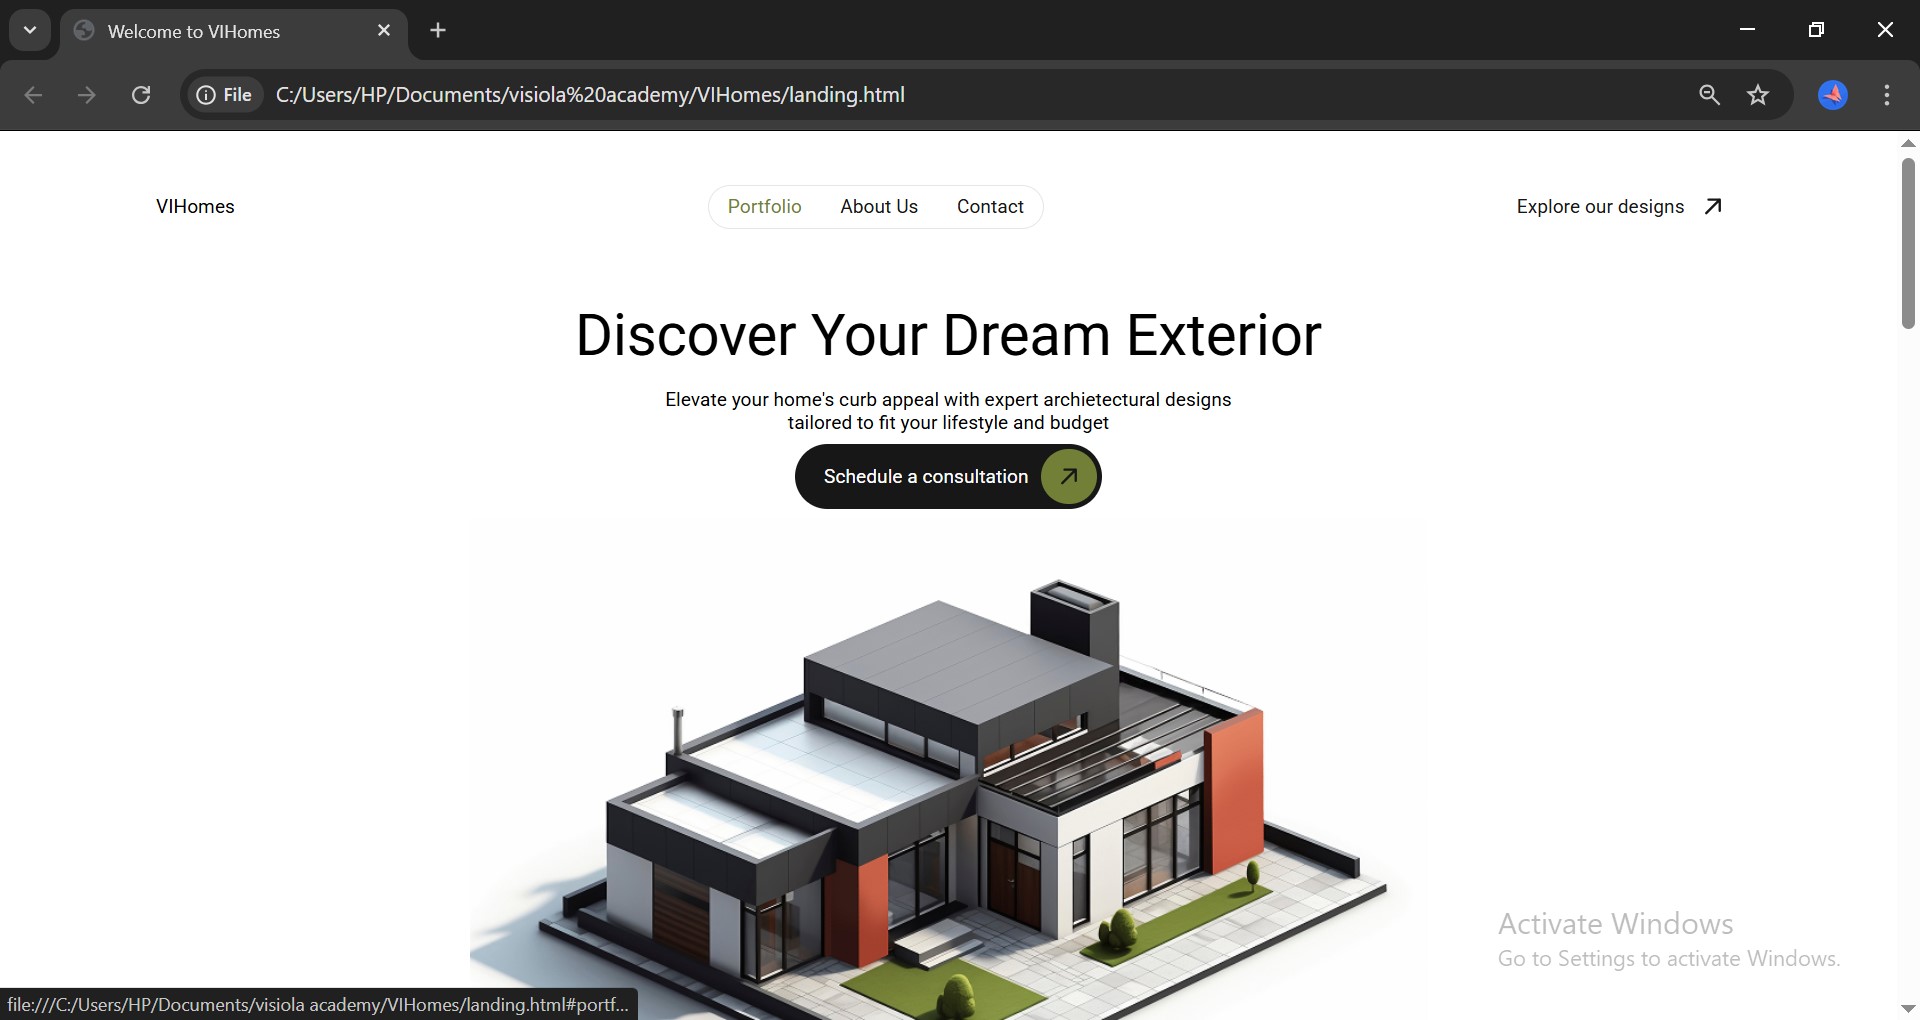 Welcome to VIHomes
File
C:/Users/HP/Documents/visiola%20academy/VIHomes/landing.html
VIHomes
Portfolio
About Us
Contact
Explore our designs
Discover Your Dream Exterior
Elevate your home's curb appeal with expert archietectural designs
tailored to fit your lifestyle and budget
Schedule a consultation
Activate Windows
Go to Settings to activate Windows.
file:///C:/Users/HP/Documents/visiola academy/VIHomes/landing.html#portf...